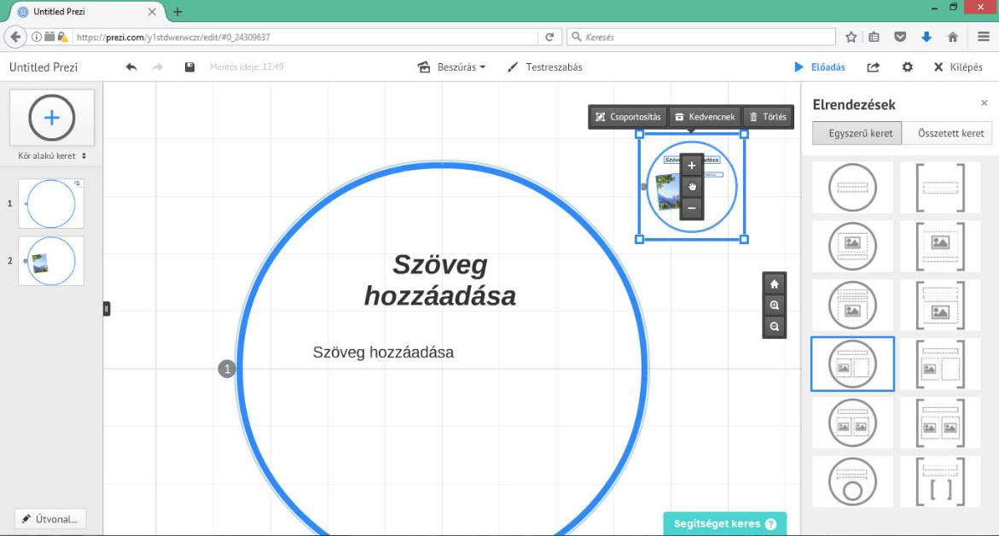 Untitled Prezi
https://prezi.com/y1stdwerwczr/edit/#0_24309637
Keresés
Untitled Prezi
Mentés ideje: 12:49
Beszúrás
Testreszabás
Előadás
Kilépés
Kör alakú keret
1
2
Útvonal...
Csoportosítás
Kedvencnek
Törlés
Szöveg
hozzáadása
Szöveg hozzáadása
1
Segítséget keres ?
Elrendezések
Egyszerű keret
Összetett keret